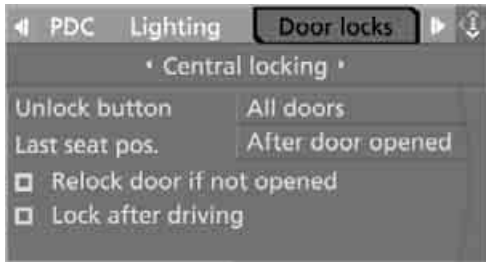 PDC Lighting Door locks
Central locking
Unlock button All doors
Last seat pos. After door opened
Relock door if not opened
Lock after driving